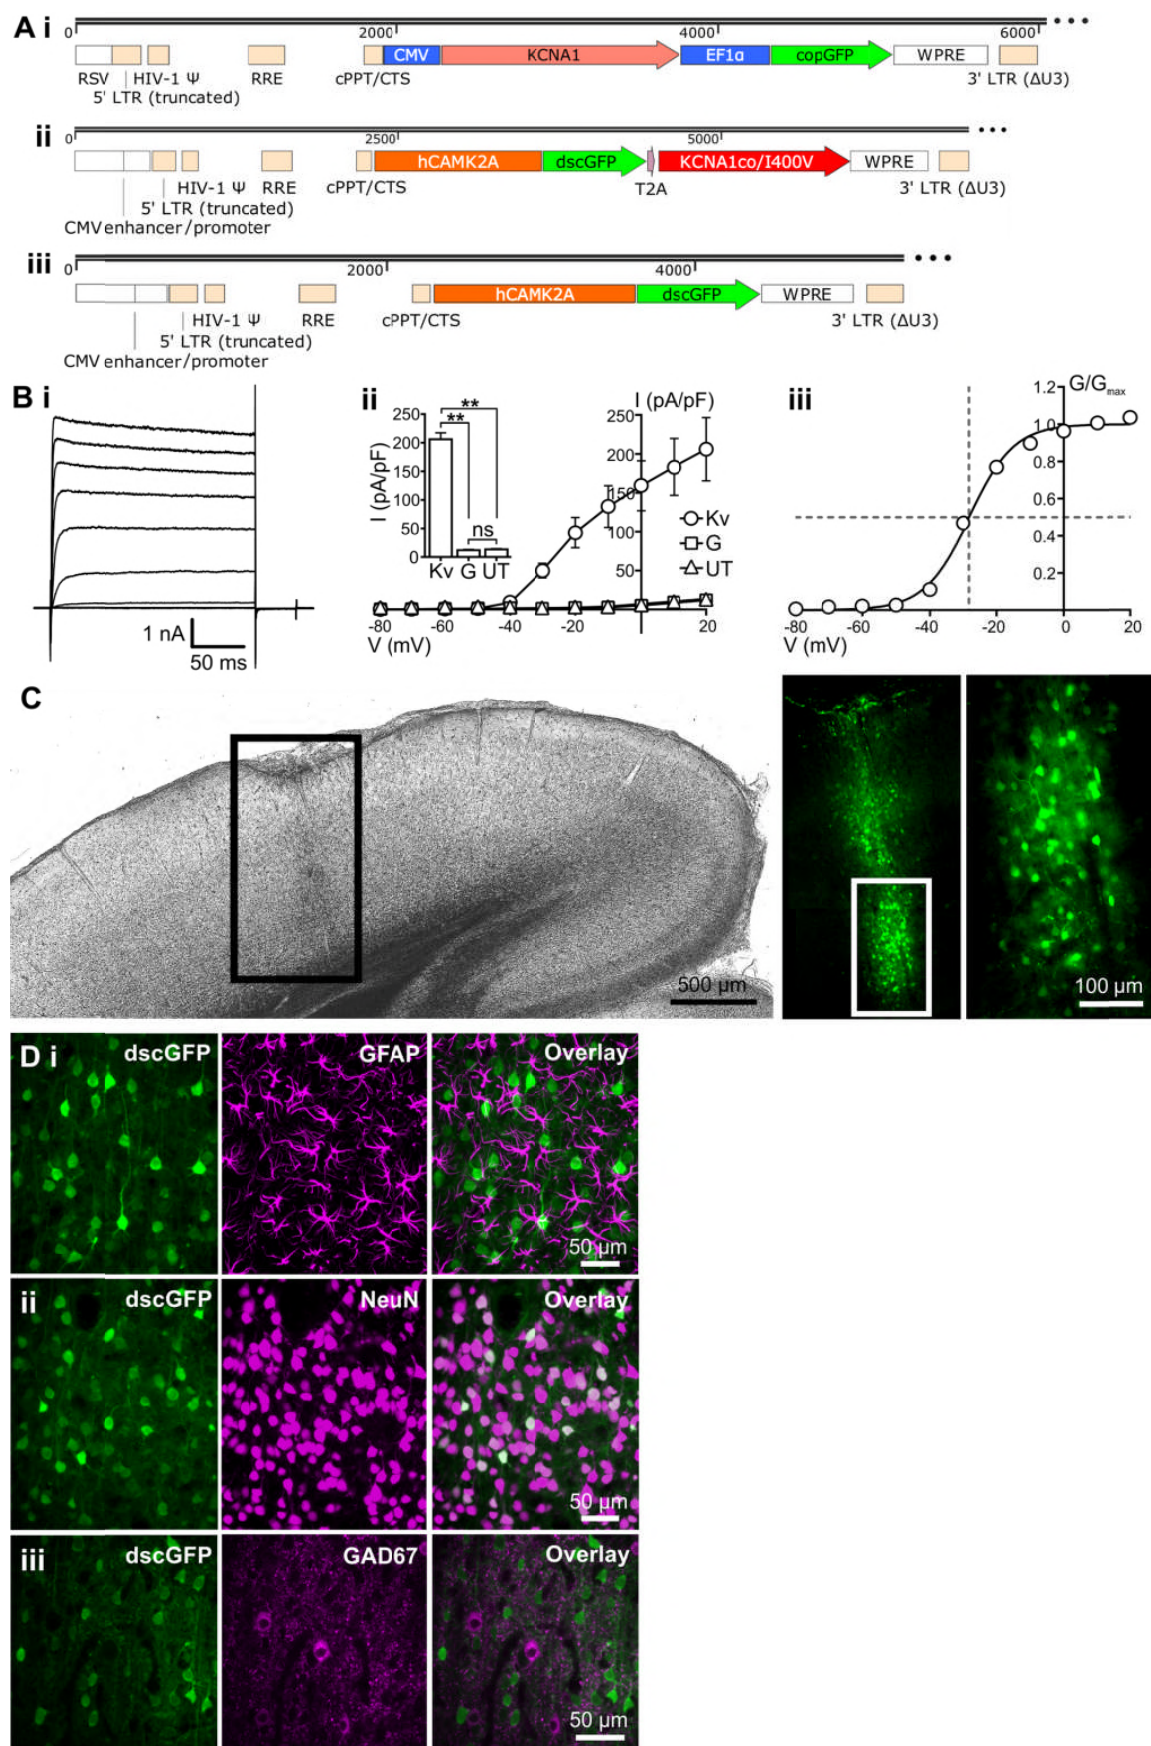 A i
0 2000 4000 6000
CMV KCNA1 EF1α copGFP WPRE
RSV HIV-1 Ψ RRE cPPT/CTS 3' LTR (ΔU3)
5' LTR (truncated)
ii
0 2500 5000
hCAMK2A dscGFP KCNA1co/I400V WPRE
HIV-1 Ψ RRE cPPT/CTS T2A 3' LTR (ΔU3)
5' LTR (truncated)
CMV enhancer/promoter
iii
0 2000 4000
hCAMK2A dscGFP WPRE
HIV-1 Ψ RRE cPPT/CTS 3' LTR (ΔU3)
5' LTR (truncated)
CMV enhancer/promoter
B i
1 nA
50 ms
ii
I (pA/pF)
250
200
150
100
50
0
** 
**
ns
Kv G UT
I (pA/pF)
250
200
150
100
50
Kv
G
UT
-80 -60 -40 -20 20
V (mV)
iii
G/Gmax
1.2
1.0
0.8
0.6
0.4
0.2
-80 -60 -40 -20 0 20
V (mV)
C
500 µm
100 µm
D i
dscGFP GFAP Overlay
50 µm
ii
dscGFP NeuN Overlay
50 µm
iii
dscGFP GAD67 Overlay
50 µm